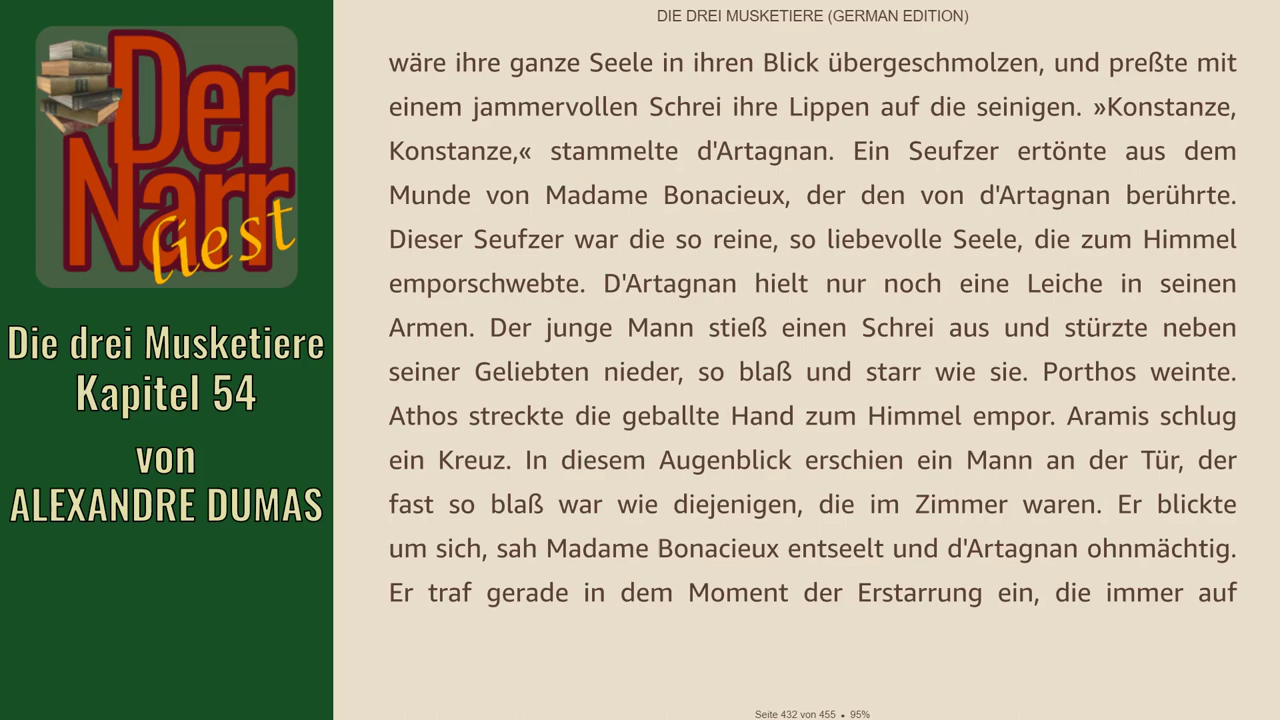 Der
Narr
liest
Die drei Musketiere
Kapitel 54
von
ALEXANDRE DUMAS
DIE DREI MUSKETIERE (GERMAN EDITION)
wäre ihre ganze Seele in ihren Blick übergeschmolzen, und preßte mit
einem jammervollen Schrei ihre Lippen auf die seinigen. »Konstanze,
Konstanze,« stammelte d'Artagnan. Ein Seufzer ertönte aus dem
Munde von Madame Bonacieux, der den von d'Artagnan berührte.
Dieser Seufzer war die so reine, so liebevolle Seele, die zum Himmel
emporschwebte. D'Artagnan hielt nur noch eine Leiche in seinen
Armen. Der junge Mann stieß einen Schrei aus und stürzte neben
seiner Geliebten nieder, so blaß und starr wie sie. Porthos weinte.
Athos streckte die geballte Hand zum Himmel empor. Aramis schlug
ein Kreuz. In diesem Augenblick erschien ein Mann an der Tür, der
fast so blaß war wie diejenigen, die im Zimmer waren. Er blickte
um sich, sah Madame Bonacieux entseelt und d'Artagnan ohnmächtig.
Er traf gerade in dem Moment der Erstarrung ein, die immer auf
Seite 432 von 455 • 95%